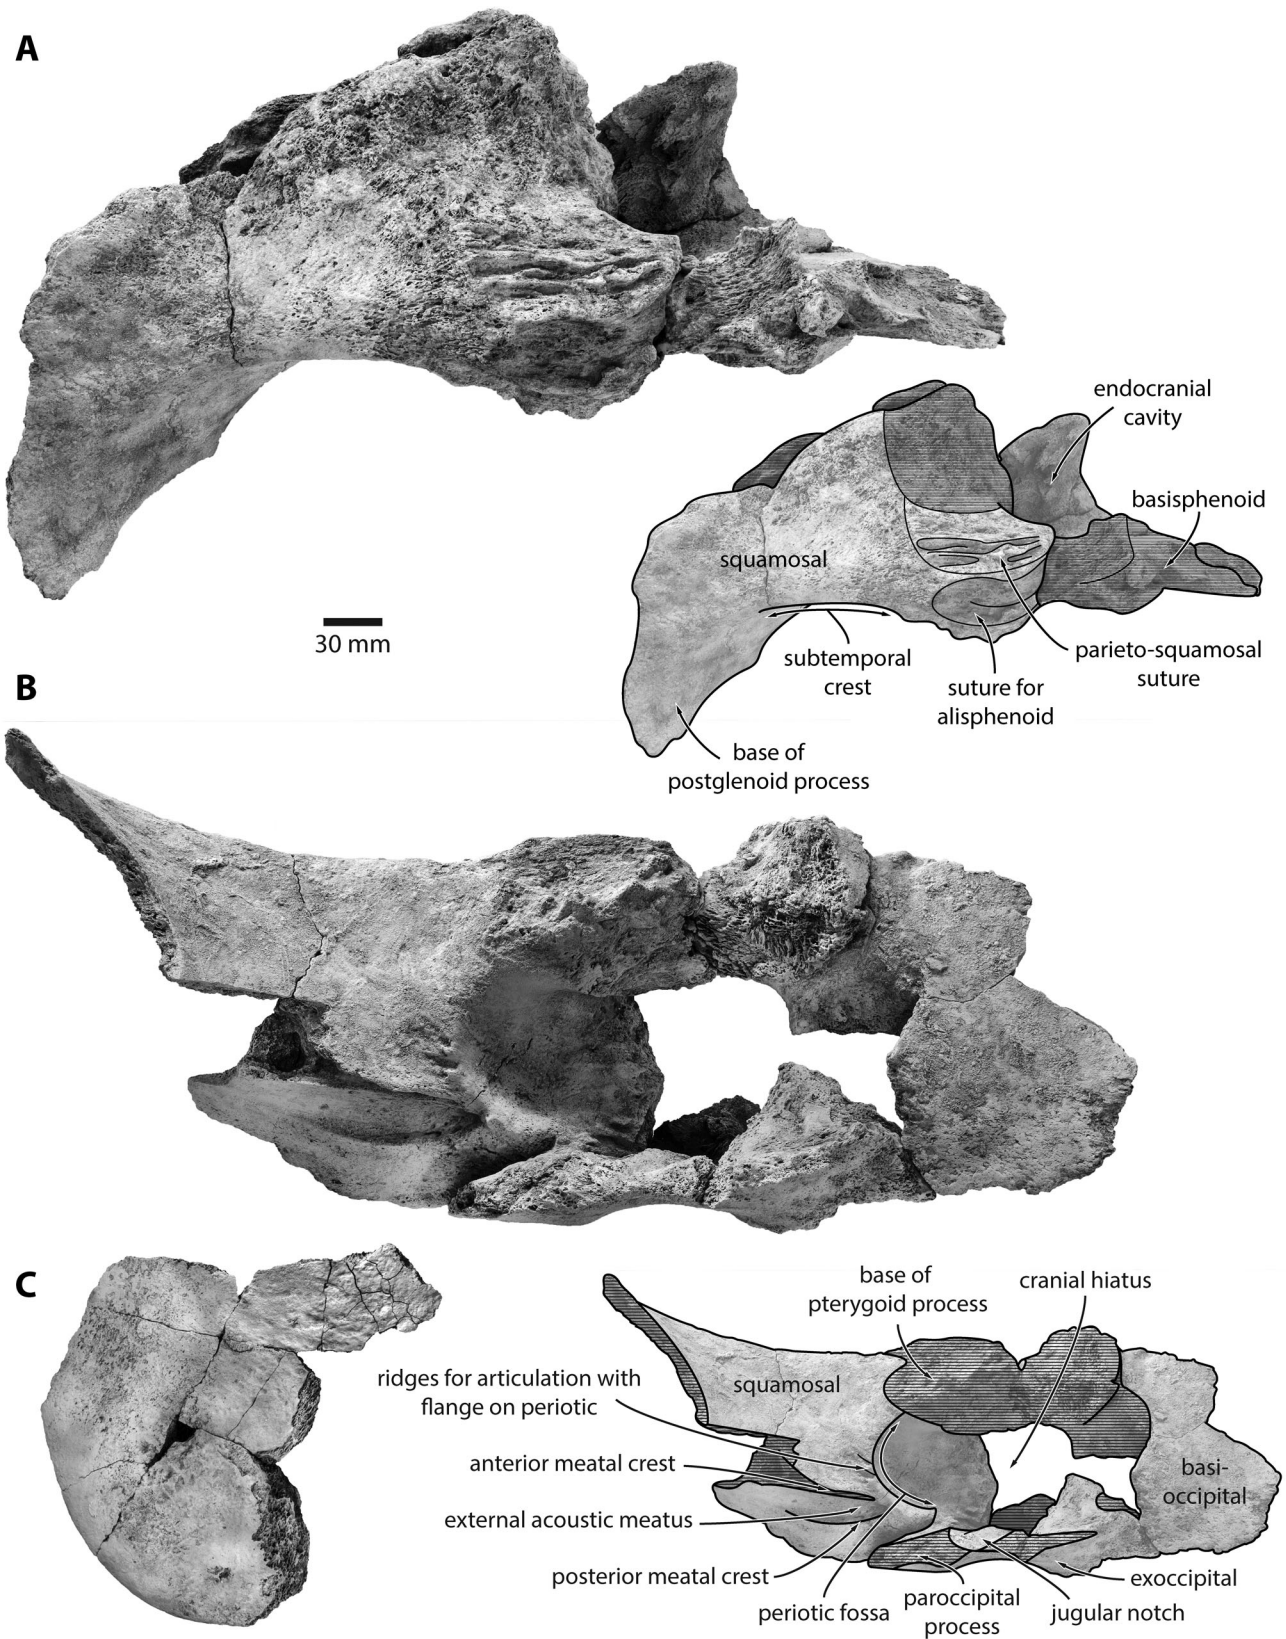 A
endocranial
cavity
basisphenoid
squamosal
30 mm
subtemporal
crest
parieto-squamosal
suture
suture for
alisphenoid
B
base of
postglenoid process
C
base of
pterygoid process
cranial hiatus
ridges for articulation with
flange on periotic
squamosal
anterior meatal crest
basi-
occipital
external acoustic meatus
posterior meatal crest
exoccipital
periotic fossa
paroccipital
process
jugular notch